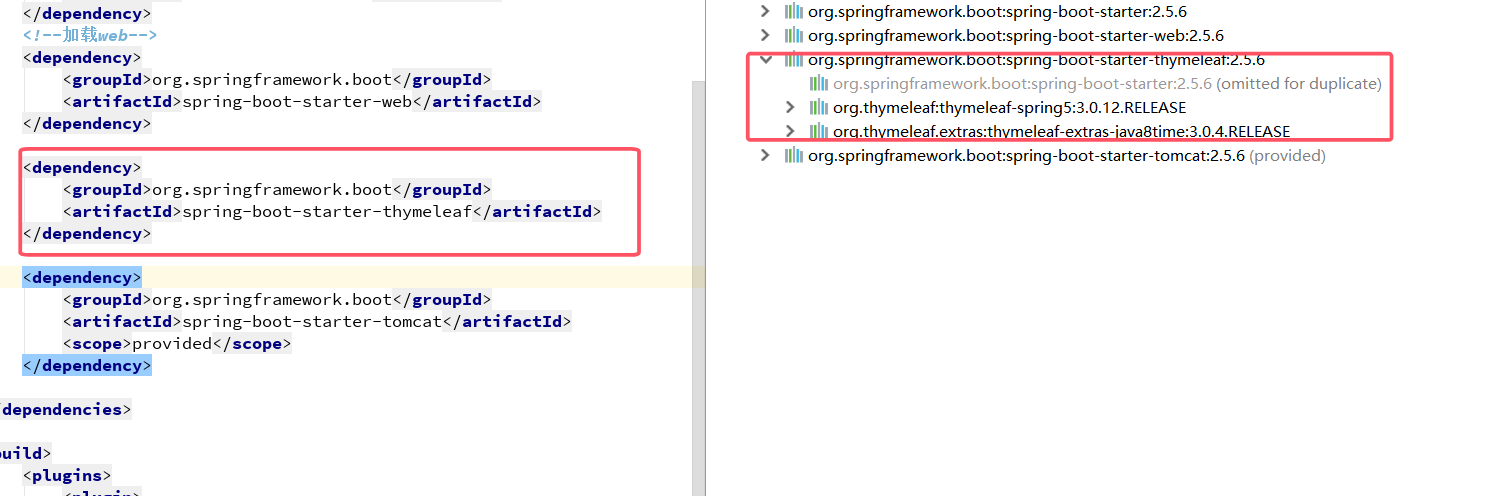 </dependency>
<!--加载web-->
<dependency>
<groupId>org.springframework.boot</groupId>
<artifactId>spring-boot-starter-web</artifactId>
</dependency>
<dependency>
<groupId>org.springframework.boot</groupId>
<artifactId>spring-boot-starter-thymeleaf</artifactId>
</dependency>
<dependency>
<groupId>org.springframework.boot</groupId>
<artifactId>spring-boot-starter-tomcat</artifactId>
<scope>provided</scope>
</dependency>
/dependencies>
uild>
<plugins>
<plugin>
org.springframework.boot:spring-boot-starter:2.5.6
org.springframework.boot:spring-boot-starter-web:2.5.6
org.springframework.boot:spring-boot-starter-thymeleaf:2.5.6
org.springframework.boot:spring-boot-starter:2.5.6 (omitted for duplicate)
org.thymeleaf:thymeleaf-spring5:3.0.12.RELEASE
org.thymeleaf.extras:thymeleaf-extras-java8time:3.0.4.RELEASE
org.springframework.boot:spring-boot-starter-tomcat:2.5.6 (provided)